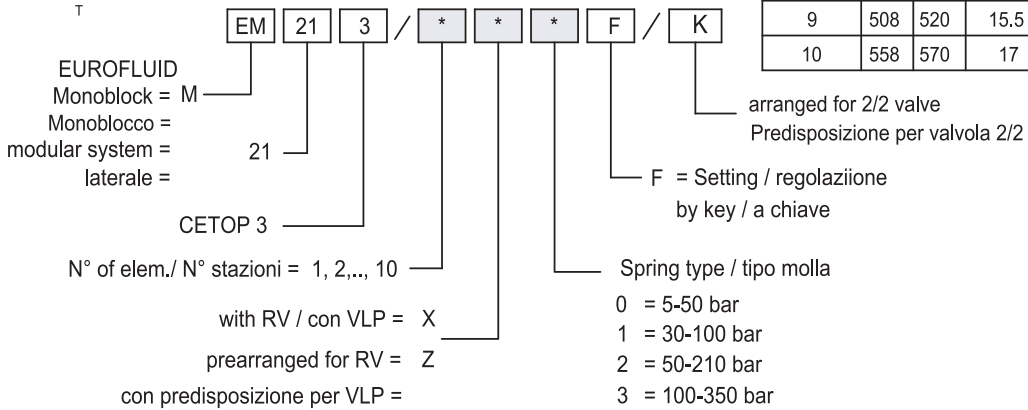 T
EM 21 3 / * * * F / K
9 508 520 15.5
10 558 570 17
EUROFLUID
Monoblock = M
Monoblocco =
modular system = 21
laterale =
CETOP 3
N° of elem./ N° stazioni = 1, 2,.., 10
with RV / con VLP = X
prearranged for RV = Z
con predisposizione per VLP =
arranged for 2/2 valve
Predisposizione per valvola 2/2
F = Setting / regolaziione
by key / a chiave
Spring type / tipo molla
0 = 5-50 bar
1 = 30-100 bar
2 = 50-210 bar
3 = 100-350 bar